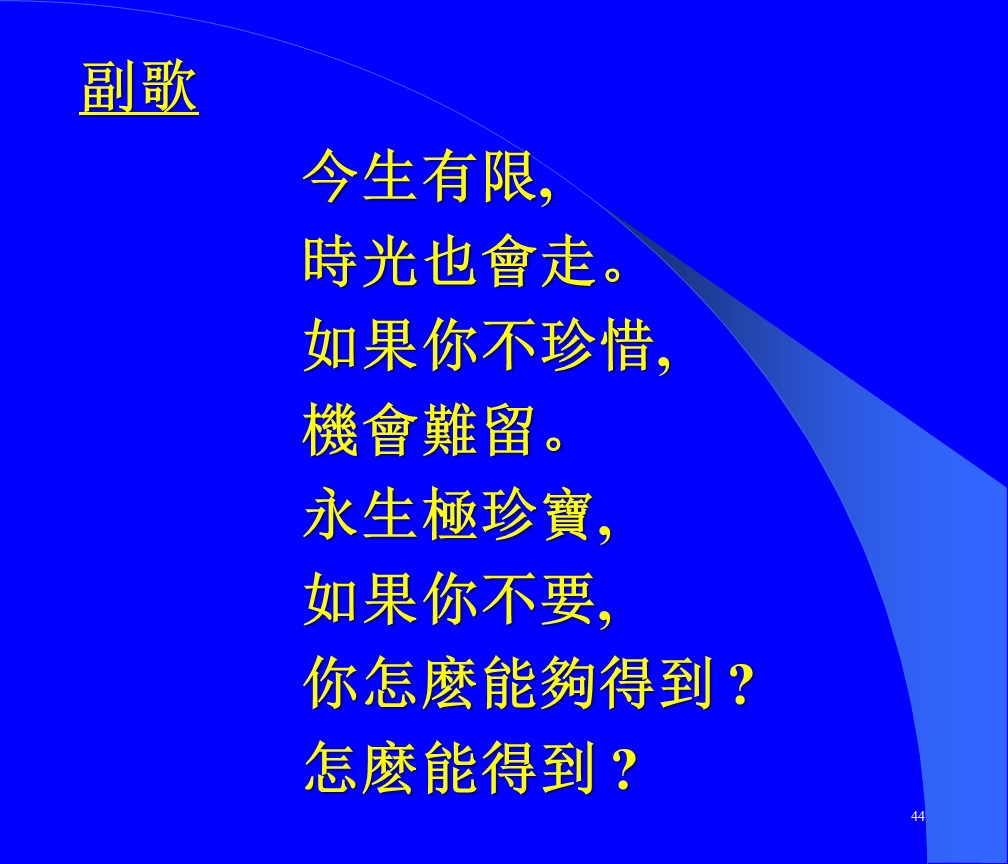 副歌
今生有限,
時光也會走。
如果你不珍惜,
機會難留。
永生極珍寶,
如果你不要,
你怎麽能夠得到?
怎麽能得到?
44